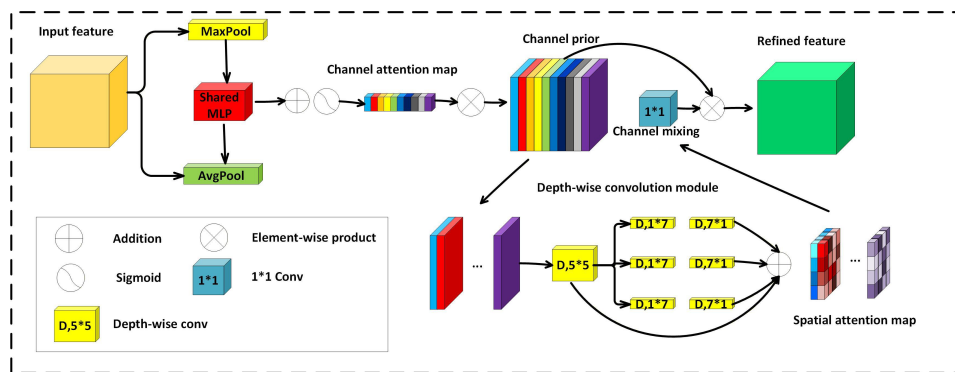 Input feature
MaxPool
Shared
MLP
AvgPool
Channel attention map
Channel prior
1*1
Channel mixing
Refined feature
Depth-wise convolution module
...
D,5*5
D,1*7
D,7*1
D,1*7
D,7*1
D,1*7
D,7*1
...
Spatial attention map
Addition
Element-wise product
Sigmoid
1*1
1*1 Conv
D,5*5
Depth-wise conv